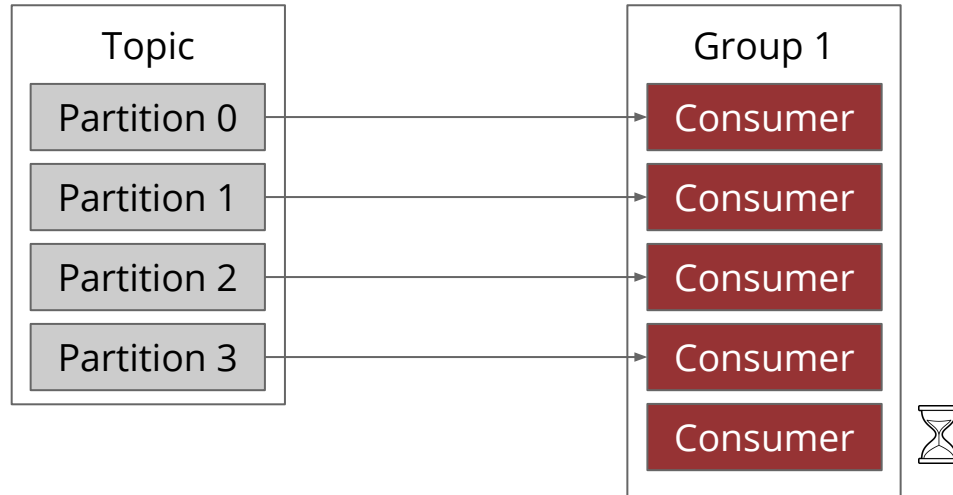 Topic
Partition 0
Partition 1
Partition 2
Partition 3
Group 1
Consumer
Consumer
Consumer
Consumer
Consumer